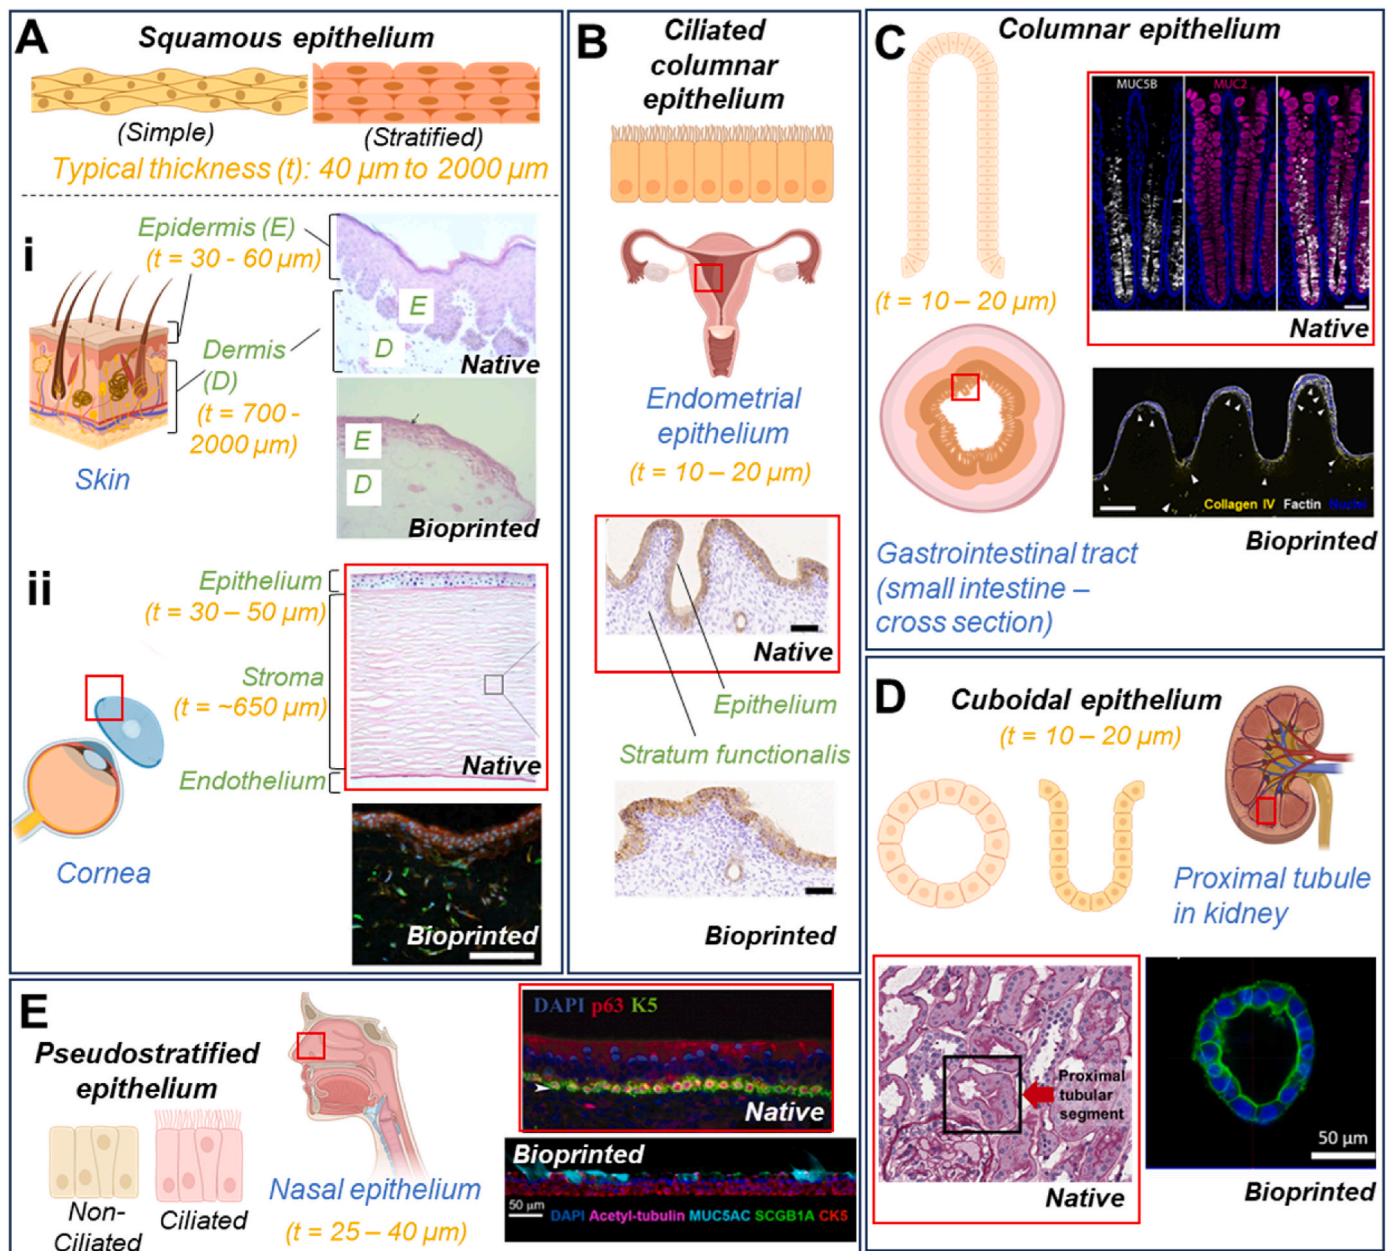 A
Squamous epithelium
(Simple)
(Stratified)
Typical thickness (t): 40 µm to 2000 µm
i
Epidermis (E)
(t = 30 - 60 µm)
Dermis
(D)
(t = 700 -
2000 µm)
Skin
E
D
Native
E
D
Bioprinted
ii
Epithelium
(t = 30 – 50 µm)
Stroma
(t = ~650 µm)
Endothelium
Cornea
Native
Bioprinted
B
Ciliated
columnar
epithelium
Endometrial
epithelium
(t = 10 – 20 µm)
Native
Epithelium
Stratum functionalis
Bioprinted
C
Columnar epithelium
(t = 10 – 20 µm)
MUC5B
MUC2
Native
Collagen IV Factin Nuclei
Bioprinted
Gastrointestinal tract
(small intestine –
cross section)
D
Cuboidal epithelium
(t = 10 – 20 µm)
Proximal tubule
in kidney
Proximal
tubular
segment
Native
50 µm
Bioprinted
E
Pseudostratified
epithelium
Non-
Ciliated
Ciliated
Nasal epithelium
(t = 25 – 40 µm)
DAPI p63 K5
Native
Bioprinted
50 µm
DAPI Acetyl-tubulin MUC5AC SCGB1A CK5